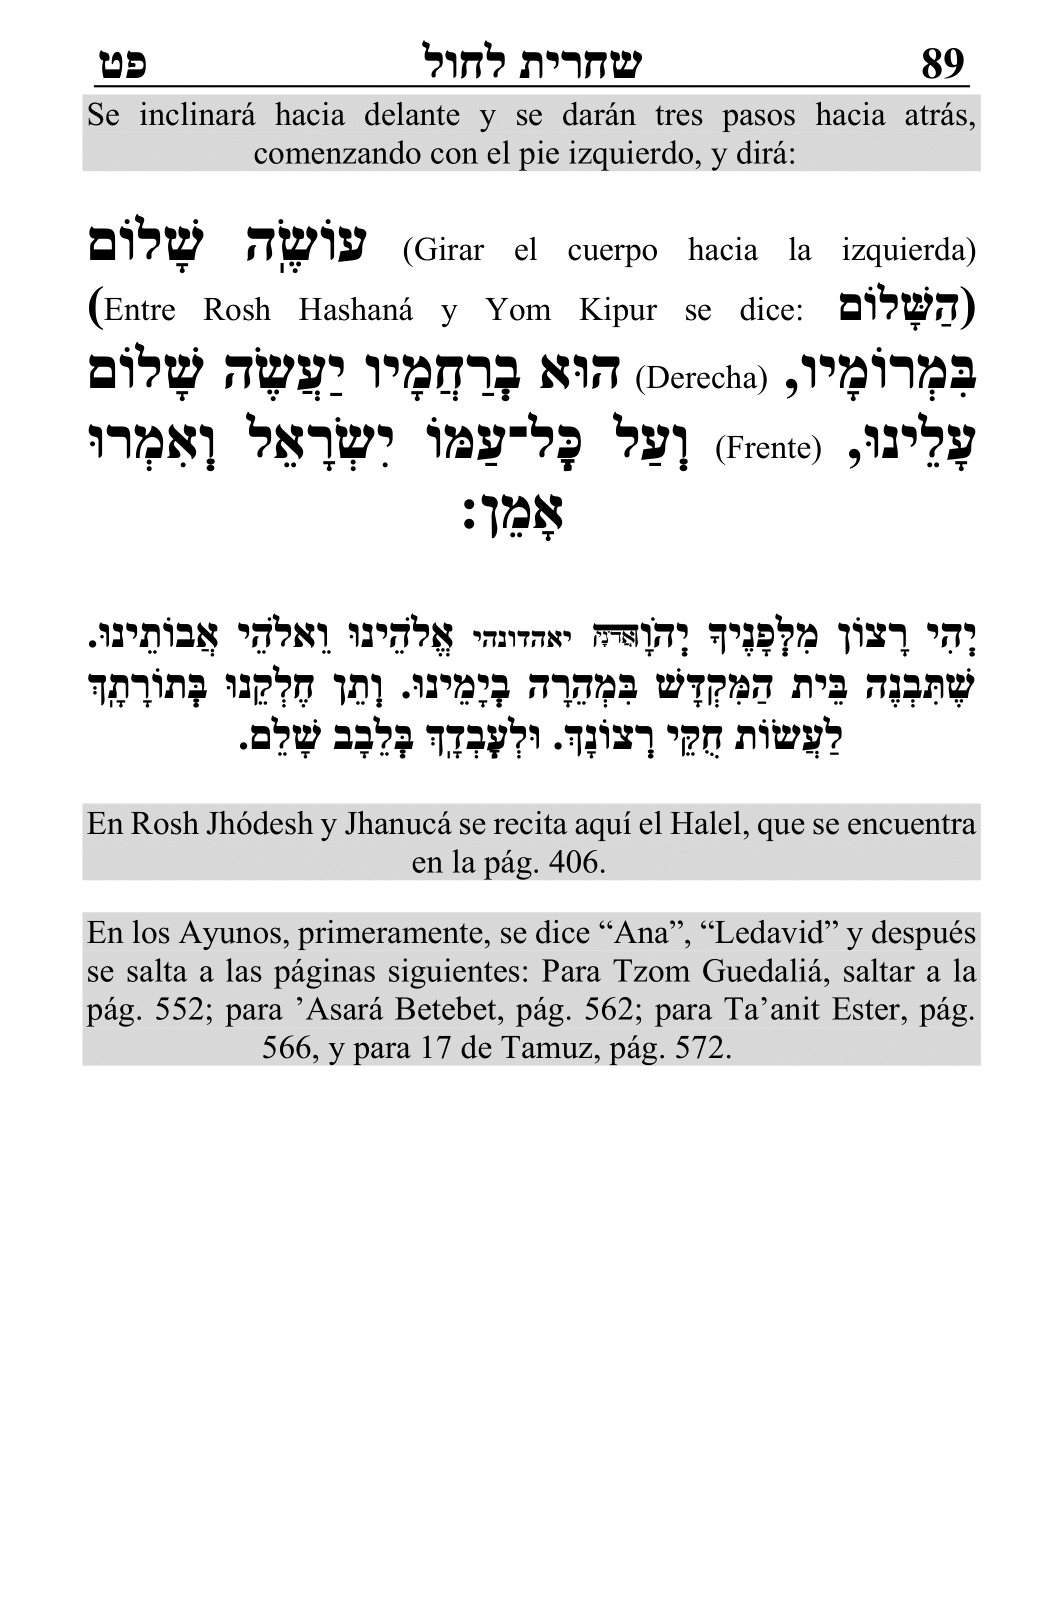 פט שחרית לחול 89
Se inclinará hacia delante y se darán tres pasos hacia atrás,
comenzando con el pie izquierdo, y dirá:
(Girar el cuerpo hacia la izquierda) עוֹשֶֹה שָׁלוֹם
(הַשָּׁלוֹם Entre Rosh Hashaná y Yom Kipur se dice:)
בִּמְרוֹמָיו, (Derecha) הוּא בְּרַחֲמָיו יַעֲשֶֹה שָׁלוֹם
עָלֵינוּ, (Frente) וְעַל כׇּל־עַמּוֹ יִשְׂרָאֵל וְאִמְרוּ
אָמֵן:
יְהִי רָצוֹן מִלְּפָנֶיךָ יְהֹוָה יאהדונהי אֱלֹהֵינוּ וֵאלֹהֵי אֲבוֹתֵינוּ.
שֶׁתִּבְנֶה בֵּית הַמִּקְדָּשׁ בִּמְהֵרָה בְיָמֵינוּ. וְתֵן חֶלְקֵנוּ בְּתוֹרָתָךְ
לַעֲשׂוֹת חֻקֵּי רְצוֹנָךְ. וּלְעׇבְדָךְ בְּלֵבָב שָׁלֵם.
En Rosh Jhódesh y Jhanucá se recita aquí el Halel, que se encuentra
en la pág. 406.
En los Ayunos, primeramente, se dice “Ana”, “Ledavid” y después
se salta a las páginas siguientes: Para Tzom Guedaliá, saltar a la
pág. 552; para ’Asará Betebet, pág. 562; para Ta’anit Ester, pág.
566, y para 17 de Tamuz, pág. 572.